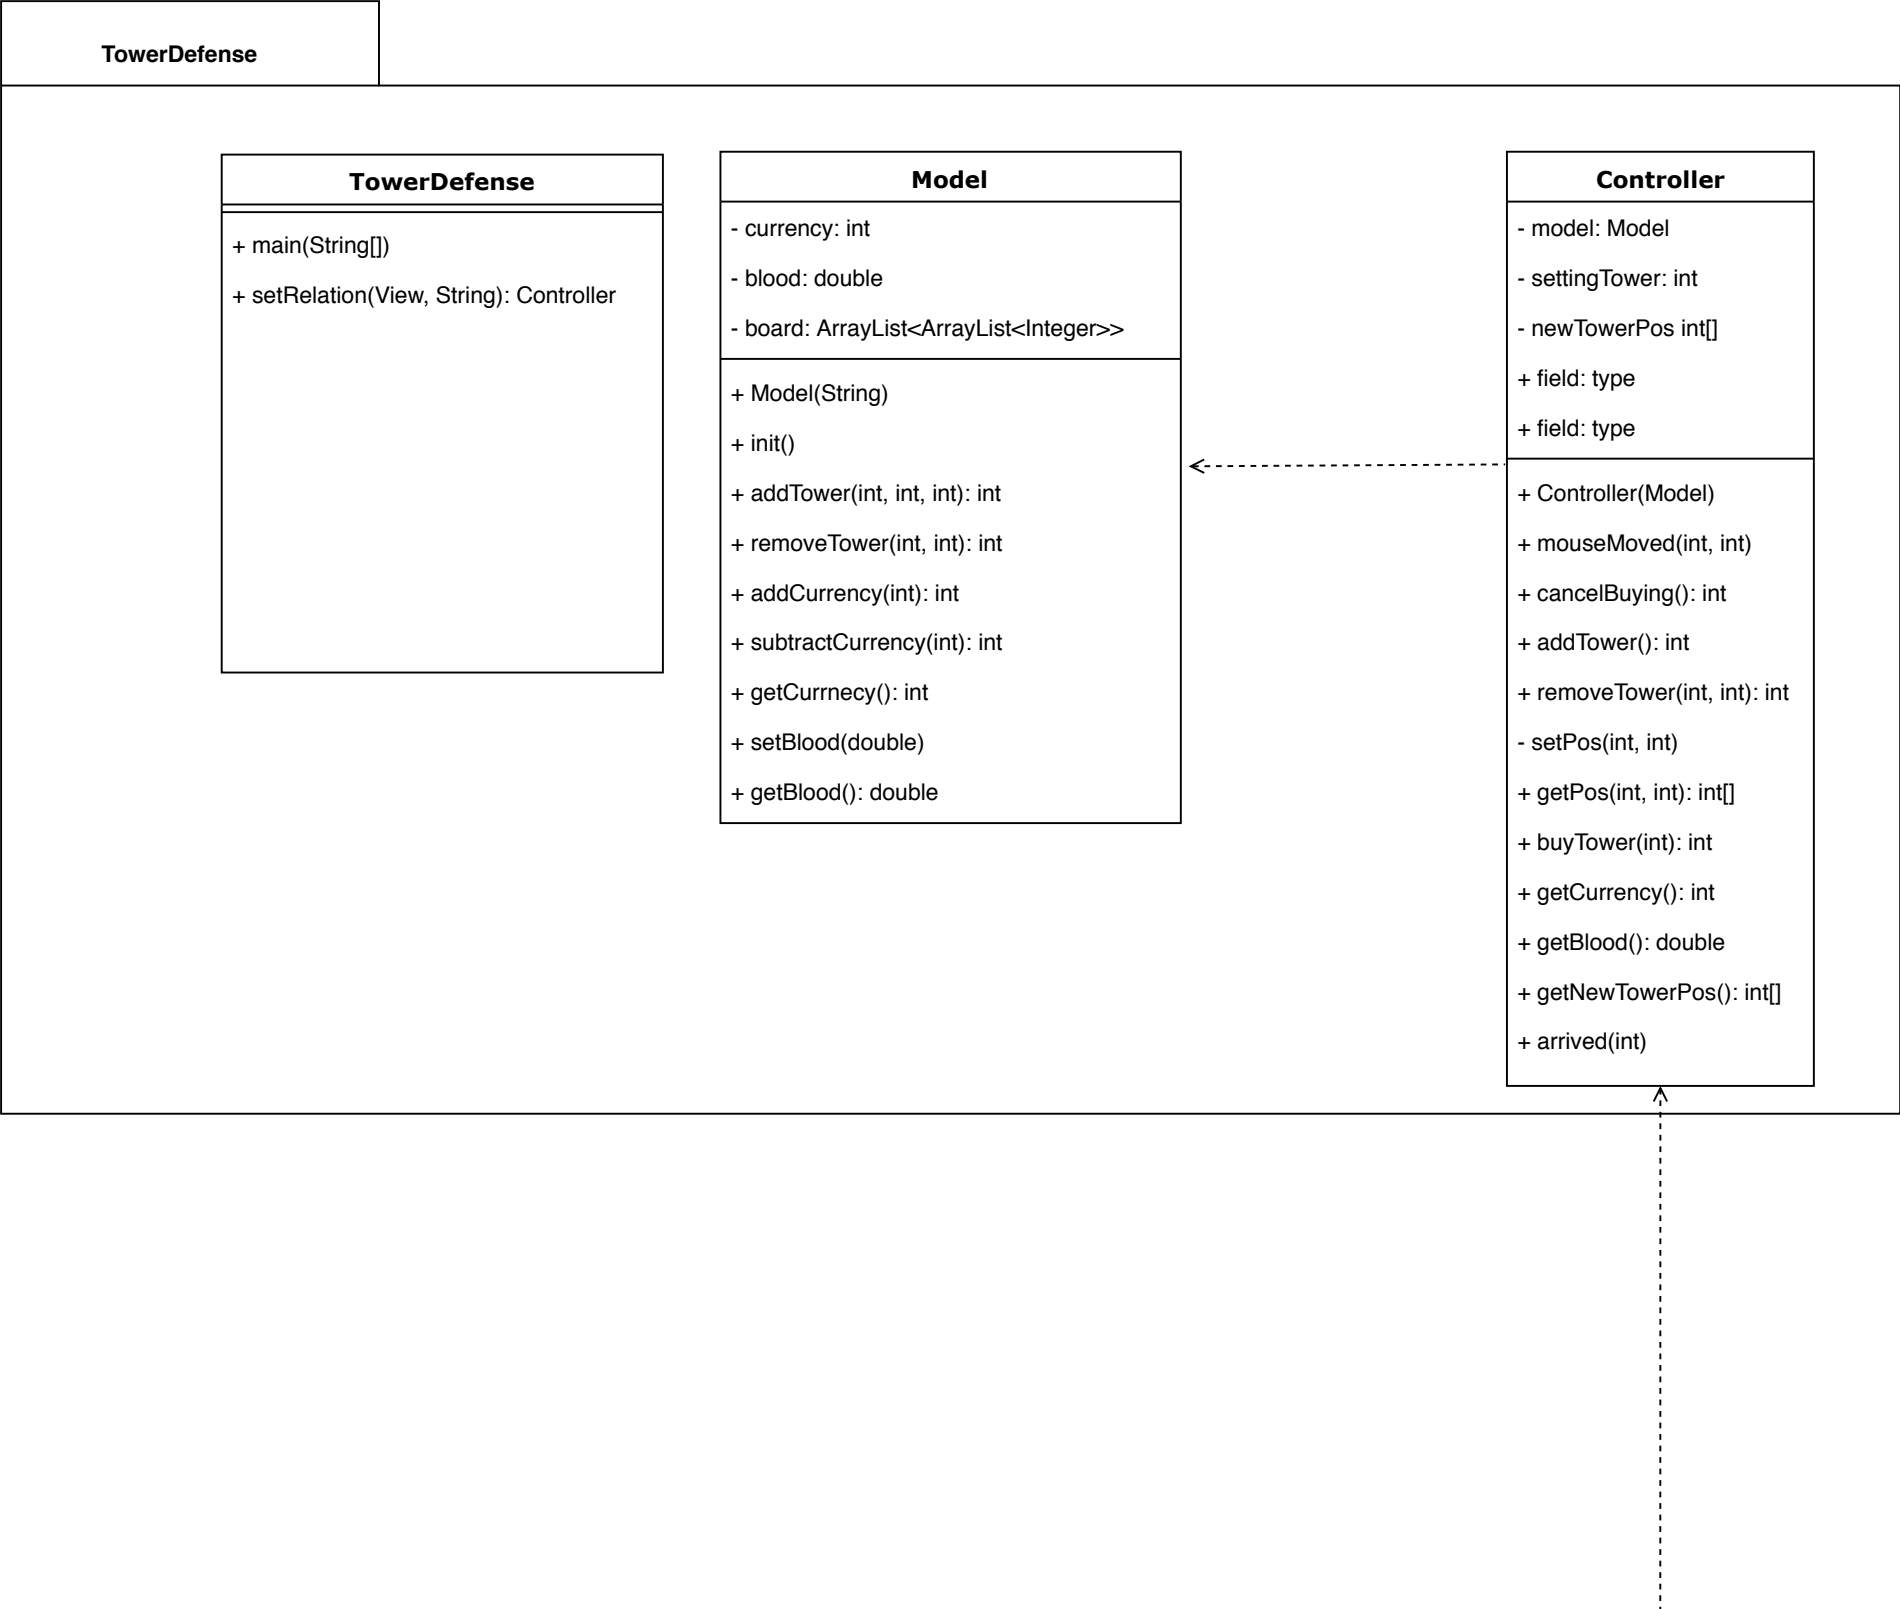 TowerDefense
TowerDefense
+ main(String[])
+ setRelation(View, String): Controller
Model
- currency: int
- blood: double
- board: ArrayList<ArrayList<Integer>>
+ Model(String)
+ init()
+ addTower(int, int, int): int
+ removeTower(int, int): int
+ addCurrency(int): int
+ subtractCurrency(int): int
+ getCurrnecy(): int
+ setBlood(double)
+ getBlood(): double
Controller
- model: Model
- settingTower: int
- newTowerPos int[]
+ field: type
+ field: type
+ Controller(Model)
+ mouseMoved(int, int)
+ cancelBuying(): int
+ addTower(): int
+ removeTower(int, int): int
- setPos(int, int)
+ getPos(int, int): int[]
+ buyTower(int): int
+ getCurrency(): int
+ getBlood(): double
+ getNewTowerPos(): int[]
+ arrived(int)